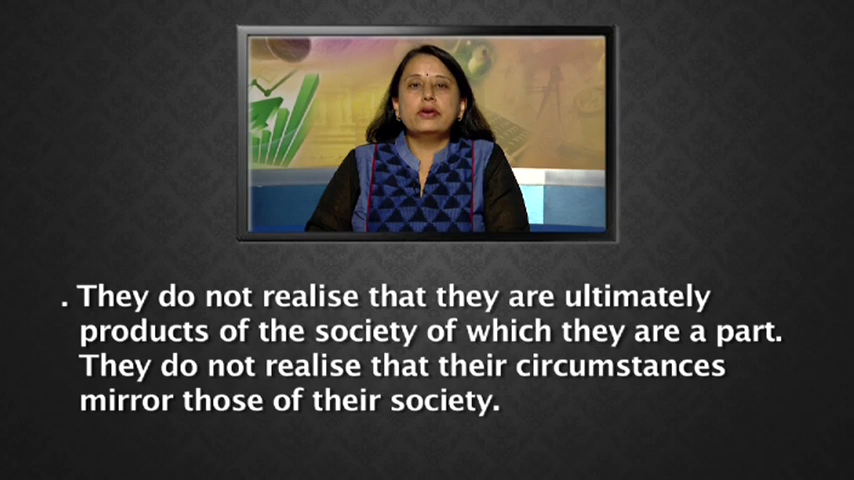 . They do not realise that they are ultimately
products of the society of which they are a part.
They do not realise that their circumstances
mirror those of their society.